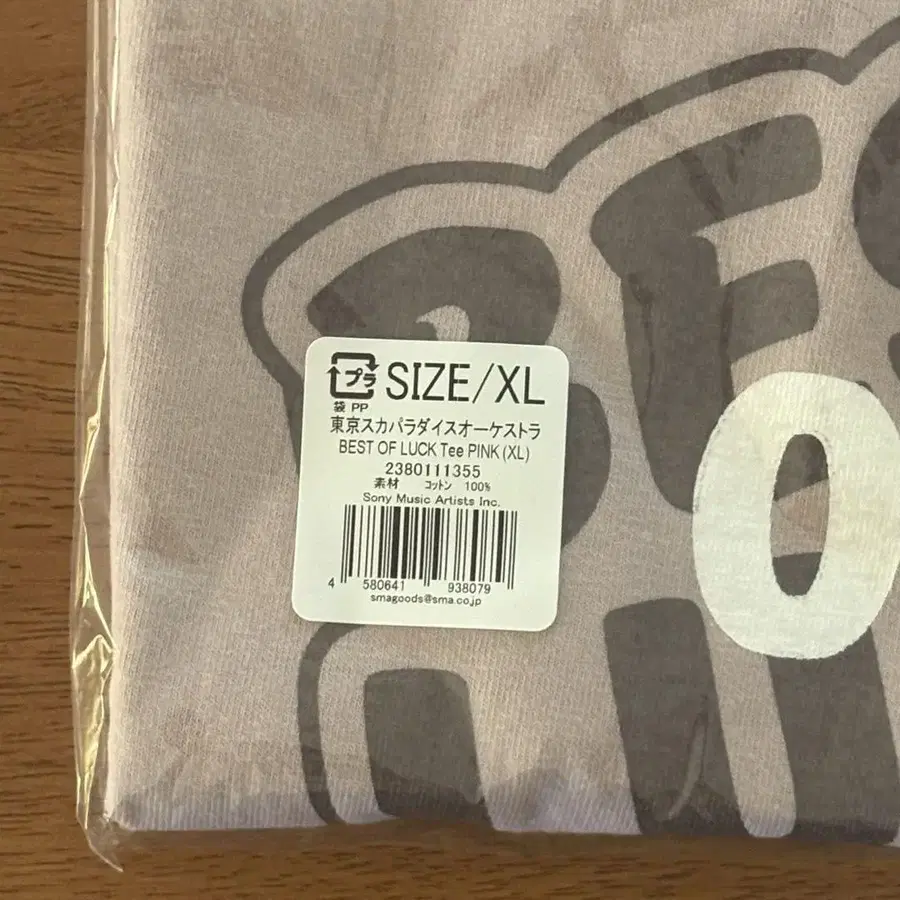 BES
O
プラ SIZE/XL
袋 PP
東京スカパラダイスオーケストラ
BEST OF LUCK Tee PINK (XL)
2380111355
素材 コットン 100%
Sony Music Artists Inc.
4 580641 938079
smagoods@sma.co.jp